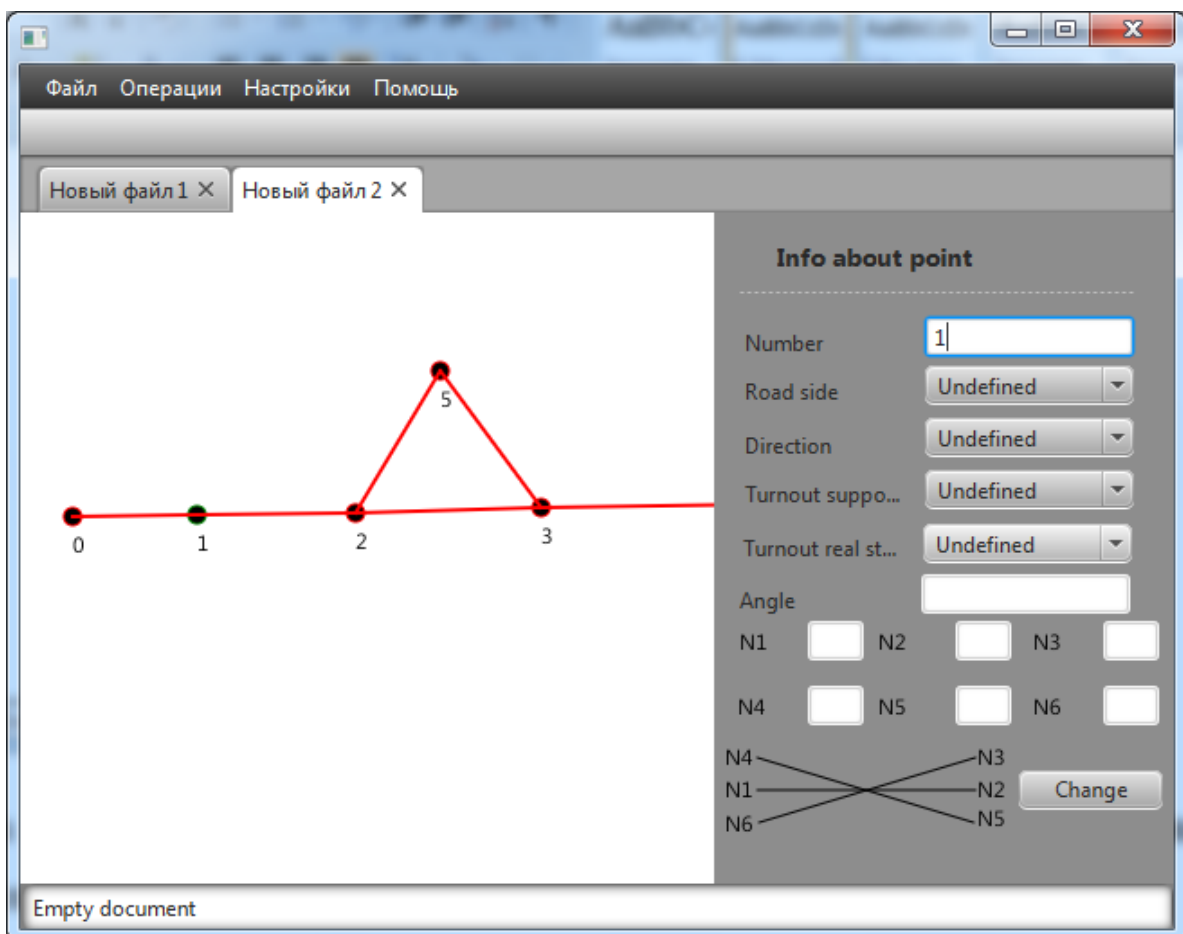 Файл Операции Настройки Помощь
Новый файл 1 Новый файл 2
Info about point
Number 1
Road side Undefined
Direction Undefined
Turnout suppo... Undefined
Turnout real st... Undefined
Angle
N1 N2 N3
N4 N5 N6
N4 N3
N1 N2 Change
N6 N5
5
0 1 2 3
Empty document